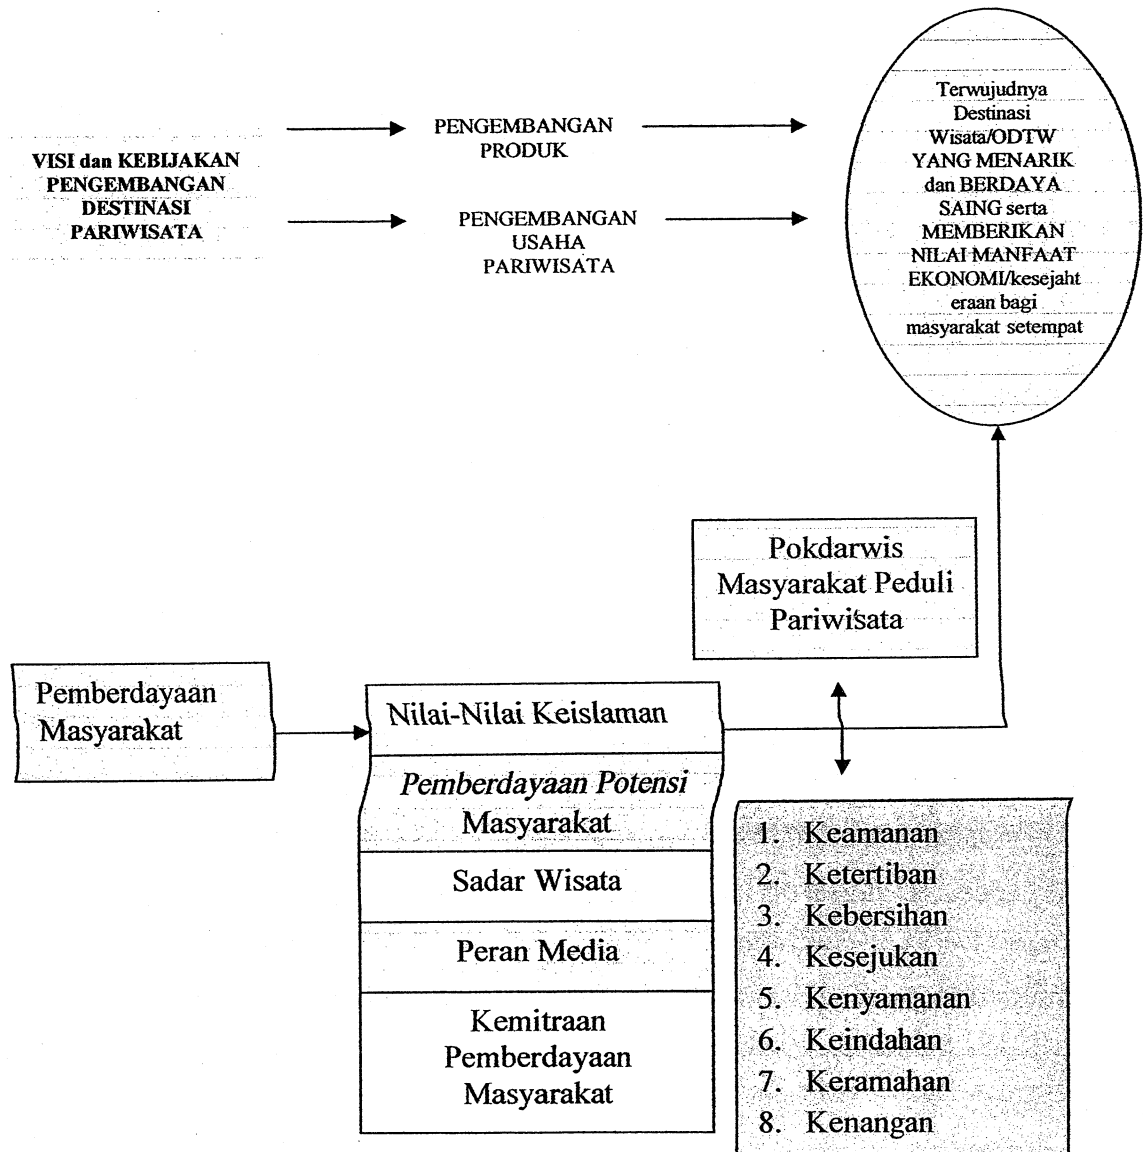 VISI dan KEBIJAKAN
PENGEMBANGAN
DESTINASI
PARIWISATA
PENGEMBANGAN
PRODUK
PENGEMBANGAN
USAHA
PARIWISATA
Terwujudnya
Destinasi
Wisata/ODTW
YANG MENARIK
dan BERDAYA
SAING serta
MEMBERIKAN
NILAI MANFAAT
EKONOMI/kesejaht
eraan bagi
masyarakat setempat
Pokdarwis
Masyarakat Peduli
Pariwisata
Pemberdayaan
Masyarakat
Nilai-Nilai Keislaman
Pemberdayaan Potensi
Masyarakat
Sadar Wisata
Peran Media
Kemitraan
Pemberdayaan
Masyarakat
1. Keamanan
2. Ketertiban
3. Kebersihan
4. Kesejukan
5. Kenyamanan
6. Keindahan
7. Keramahan
8. Kenangan